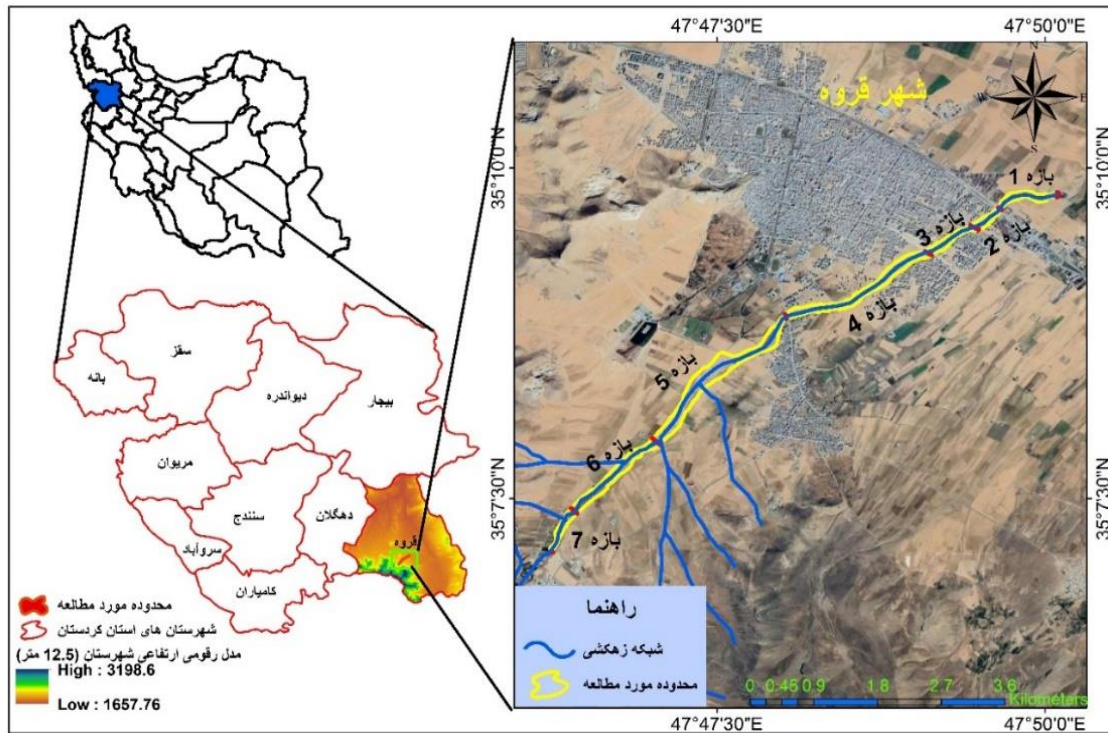 47°47'30"E
47°50'0"E
شهر قروه
N
W
E
S
35°10'0"N
35°10'0"N
بازه 1
بازه 2
بازه 3
بازه 4
بازه 5
بازه 6
بازه 7
35°7'30"N
35°7'30"N
سقز
بانه
دیواندره
بیجار
مریوان
سنندج
دهگلان
قروه
سروآباد
کامیاران
محدوده مورد مطالعه
شهرستان های استان کردستان
مدل رقومی ارتفاعی شهرستان (12.5 متر)
High : 3198.6
Low : 1657.76
راهنما
شبکه زهکشی
محدوده مورد مطالعه
0 0.45 0.9 1.8 2.7 3.6
Kilometers
47°47'30"E
47°50'0"E